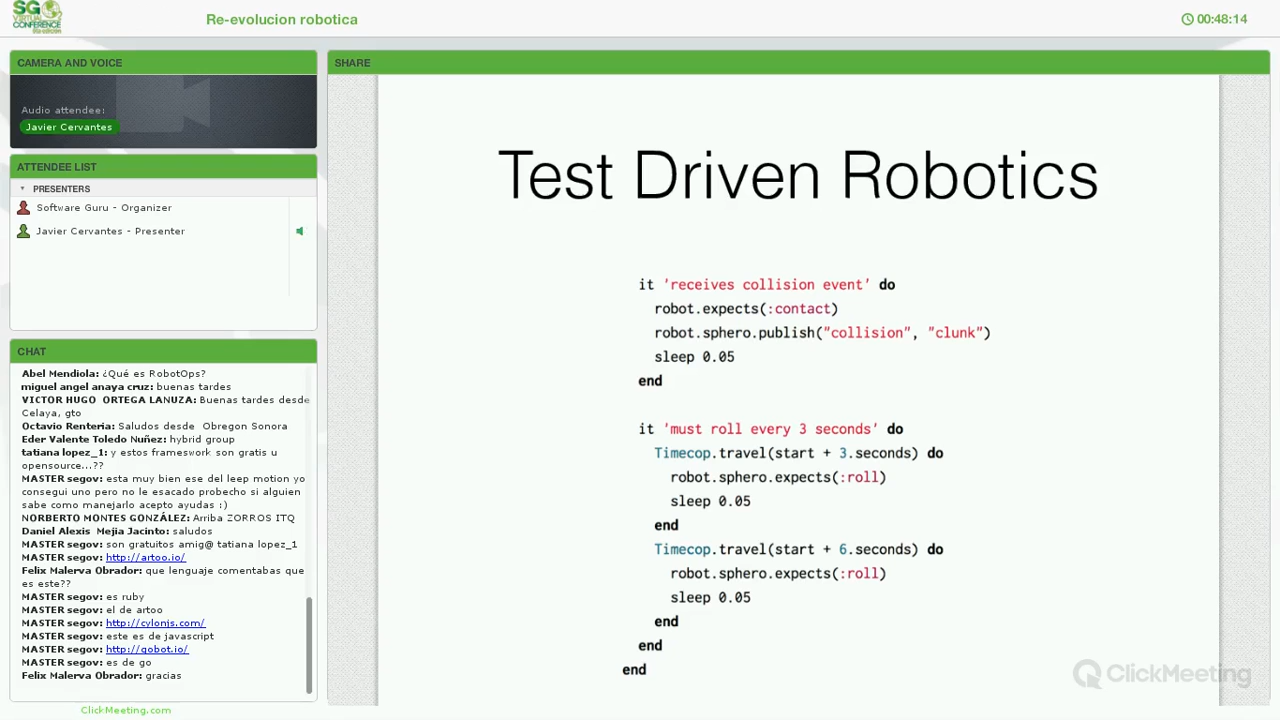 SG
VIRTUAL
CONFERENCE
Re-evolucion robotica
00:48:14
CAMERA AND VOICE
Audio attendee:
Javier Cervantes
ATTENDEE LIST
PRESENTERS
Software Guru - Organizer
Javier Cervantes - Presenter
CHAT
Abel Mendiola: ¿Qué es RobotOps?
miguel angel anaya cruz: buenas tardes
VICTOR HUGO ORTEGA LANUZA: Buenas tardes desde
Celaya, gto
Octavio Renteria: Saludos desde Obregon Sonora
Eder Valente Toledo Nuñez: hybrid group
tatiana lopez_1: y estos framework son gratis u
opensource...??
MASTER segov: esta muy bien ese del leep motion yo
consegui uno pero no le esacado probecho si alguien
sabe como manejarlo acepto ayudas :)
NORBERTO MONTES GONZÁLEZ: Arriba ZORROS ITQ
Daniel Alexis Mejia Jacinto: saludos
MASTER segov: son gratuitos amig@ tatiana lopez_1
MASTER segov: http://artoo.io/
Felix Malerva Obrador: que lenguaje comentabas que
es este??
MASTER segov: es ruby
MASTER segov: el de artoo
MASTER segov: http://cylonjs.com/
MASTER segov: este es de javascript
MASTER segov: http://gobot.io/
MASTER segov: es de go
Felix Malerva Obrador: gracias
ClickMeeting.com
SHARE
Test Driven Robotics
it 'receives collision event' do
robot.expects(:contact)
robot.sphero.publish("collision", "clunk")
sleep 0.05
end
it 'must roll every 3 seconds' do
Timecop.travel(start + 3.seconds) do
robot.sphero.expects(:roll)
sleep 0.05
end
Timecop.travel(start + 6.seconds) do
robot.sphero.expects(:roll)
sleep 0.05
end
end
end
ClickMeeting